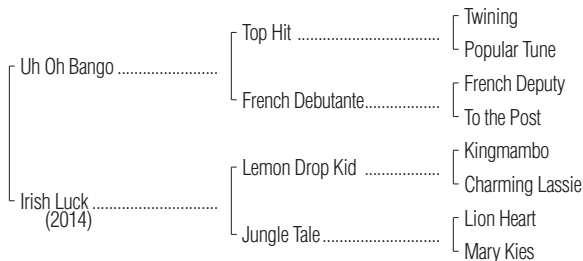 Twining
Top Hit ..............................
Popular Tune
Uh Oh Bango .....................
French Deputy
French Debutante................
To the Post
Kingmambo
Lemon Drop Kid ................
Charming Lassie
Irish Luck ..........................
(2014)
Lion Heart
Jungle Tale .........................
Mary Kies